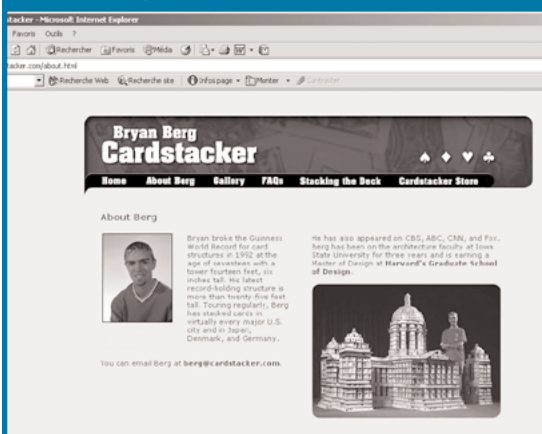 stacker - Microsoft Internet Explorer
Favoris Outils ?
Rechercher Favoris Média
tacker.com/about.html
Recherche Web Recherche site Infos page Monter
Bryan Berg
Cardstacker
Home About Berg Gallery FAQs Stacking the Deck Cardstacker Store
About Berg
Bryan broke the Guinness
World Record for card
structures in 1992 at the
age of seventeen with a
tower fourteen feet, six
inches tall. His latest
record-holding structure is
more than twenty-five feet
tall. Touring regularly, Berg
has stacked cards in
virtually every major U.S.
city and in Japan,
Denmark, and Germany.
He has also appeared on CBS, ABC, CNN, and Fox.
Berg has been on the architecture faculty at Iowa
State University for three years and is earning a
Master of Design at Harvard's Graduate School
of Design.
You can email Berg at berg@cardstacker.com.